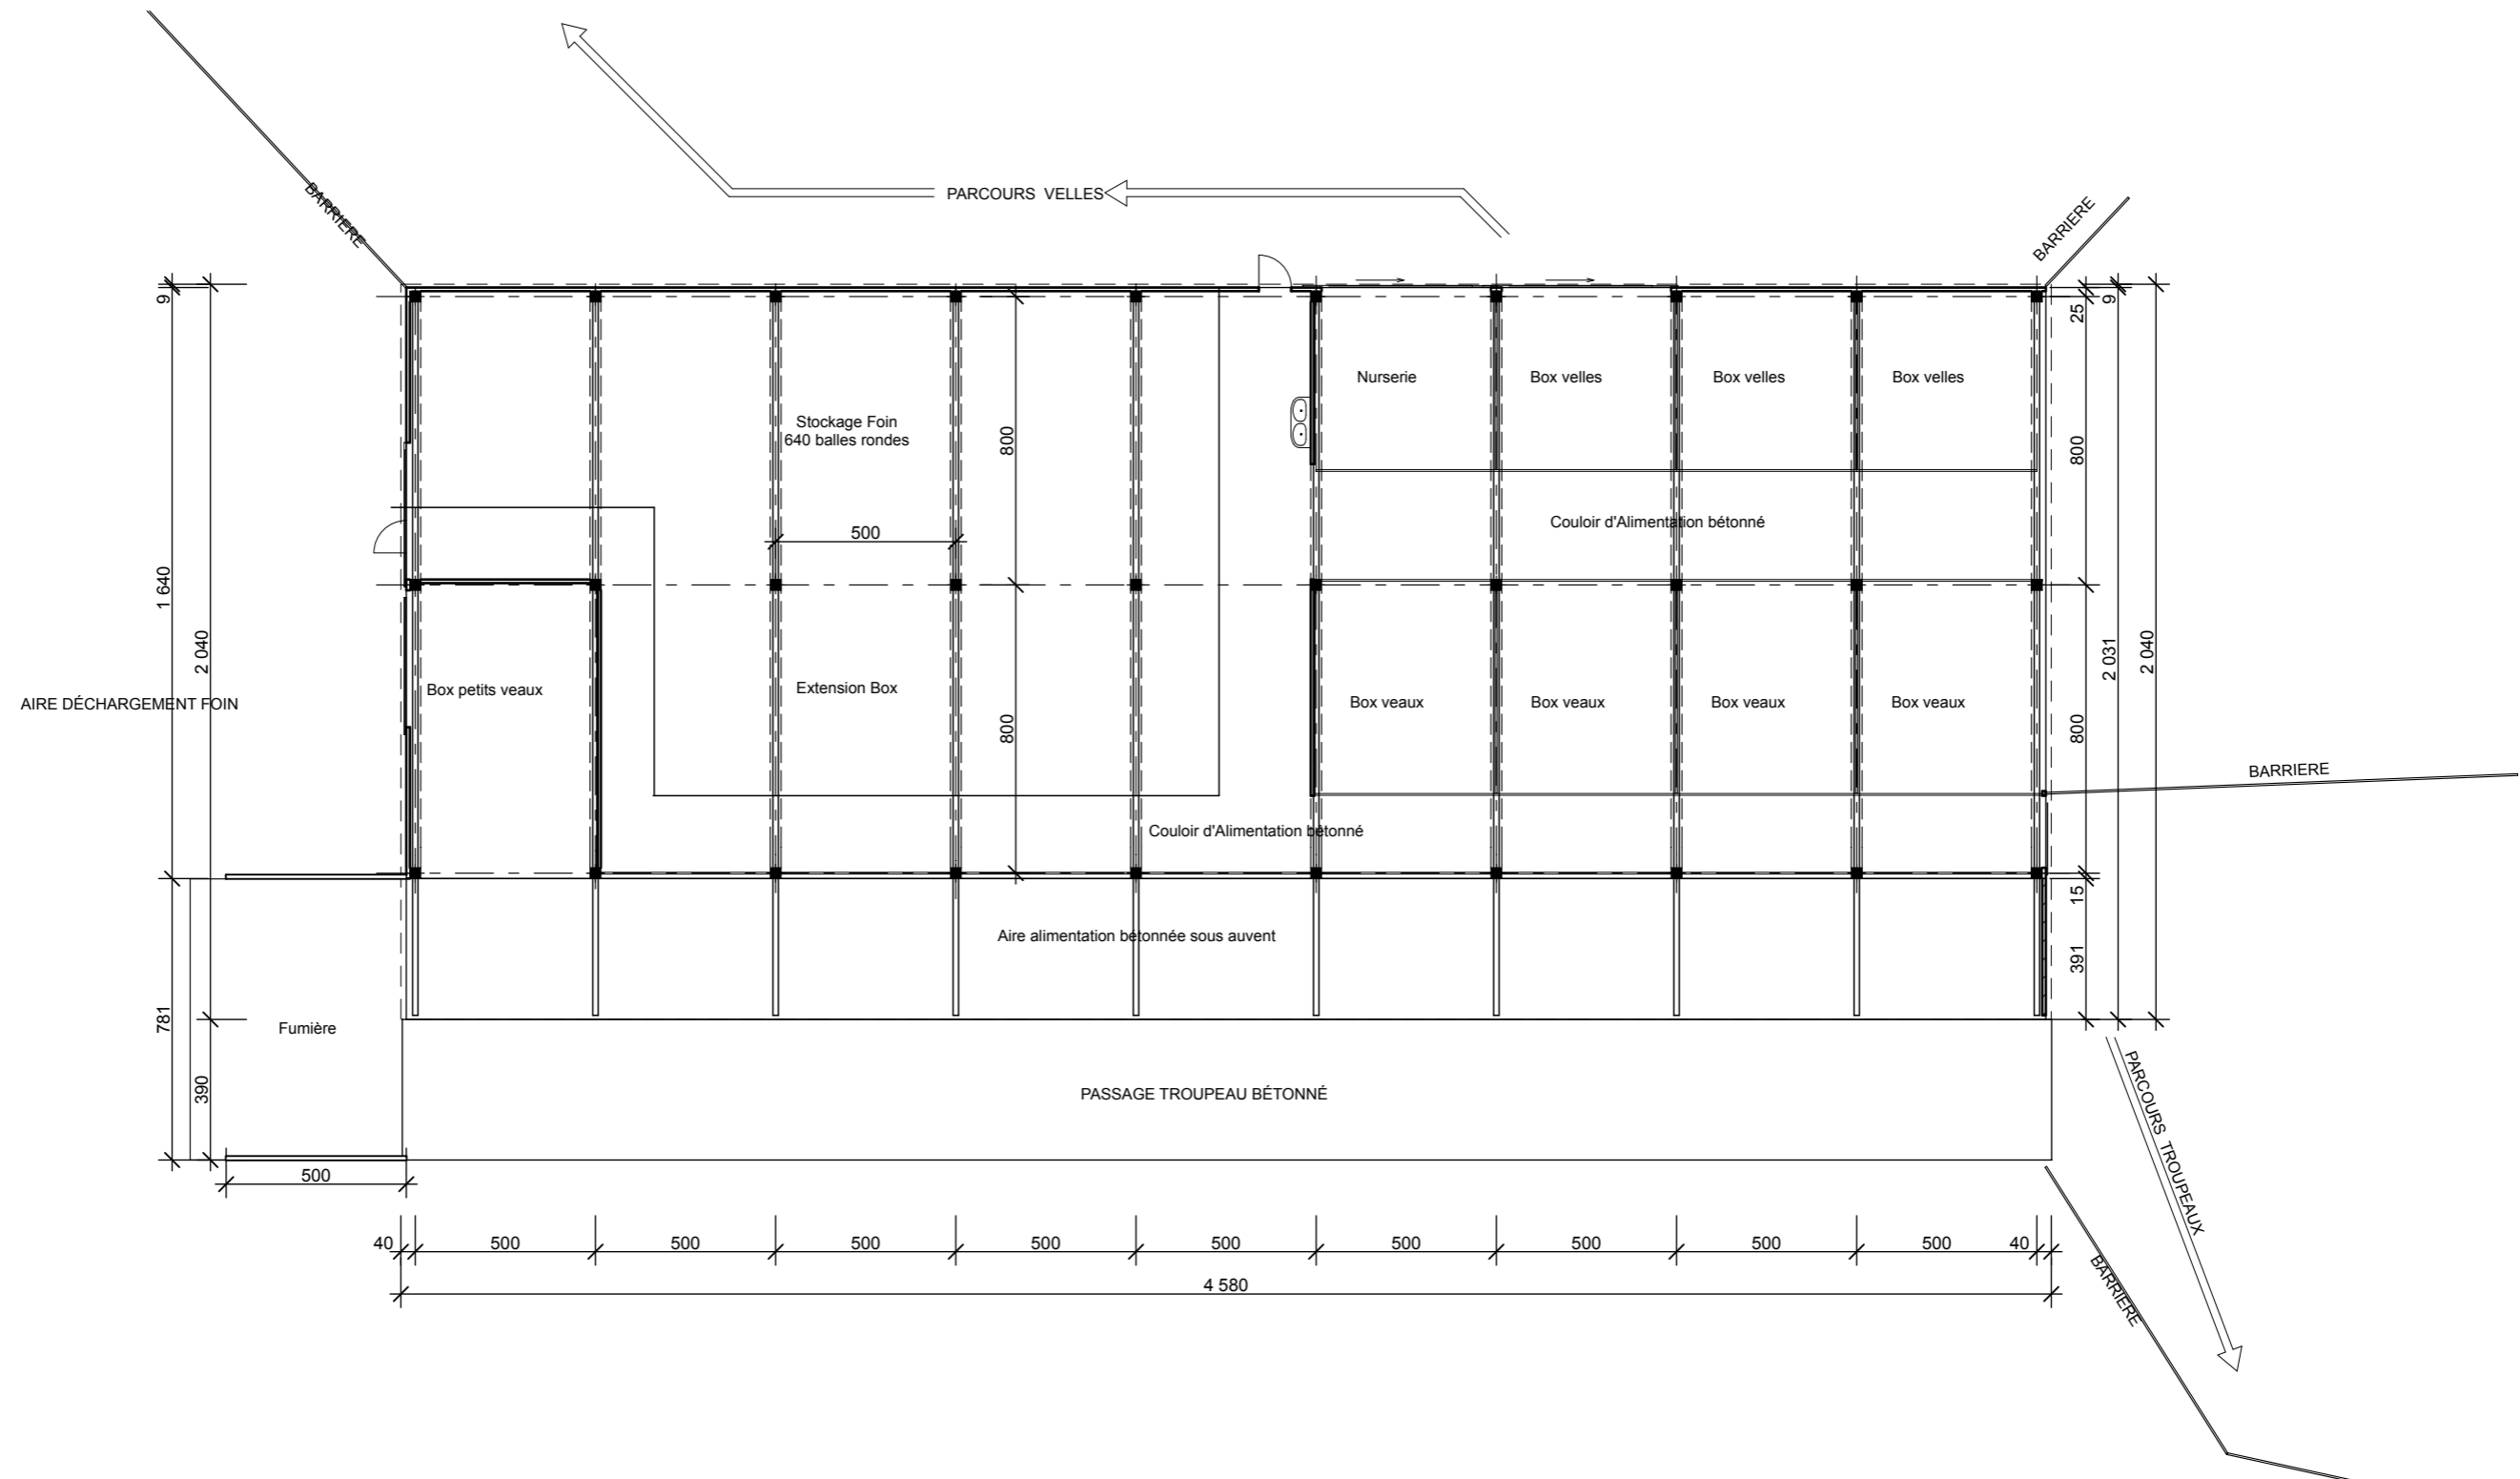 PARCOURS VELLES
BARRIERE
BARRIERE
9
9
25
Nurserie
Box velles
Box velles
Box velles
Stockage Foin
640 balles rondes
800
800
500
Couloir d'Alimentation bétonné
1 640
2 040
2 031
2 040
AIRE DÉCHARGEMENT FOIN
Box petits veaux
Extension Box
800
Box veaux
Box veaux
Box veaux
Box veaux
800
BARRIERE
Couloir d'Alimentation bétonné
15
Aire alimentation bétonnée sous auvent
391
781
Fumière
390
PASSAGE TROUPEAU BÉTONNÉ
PARCOURS TROUPEAUX
500
40
500
500
500
500
500
500
500
500
500
40
4 580
BARRIERE